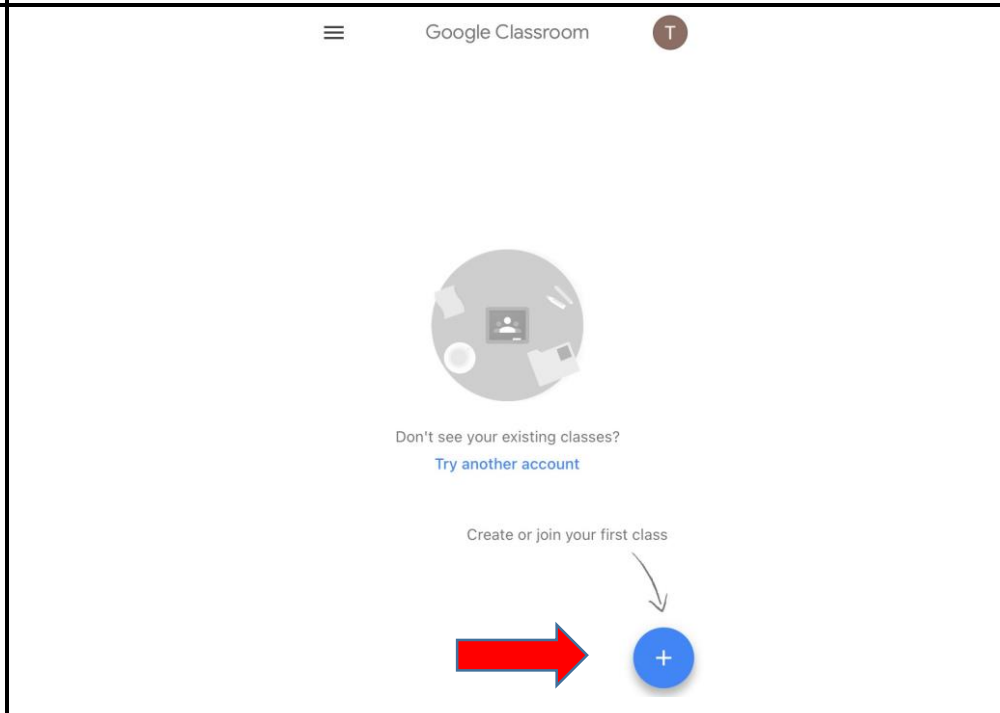 Google Classroom
T
Don't see your existing classes?
Try another account
Create or join your first class
+